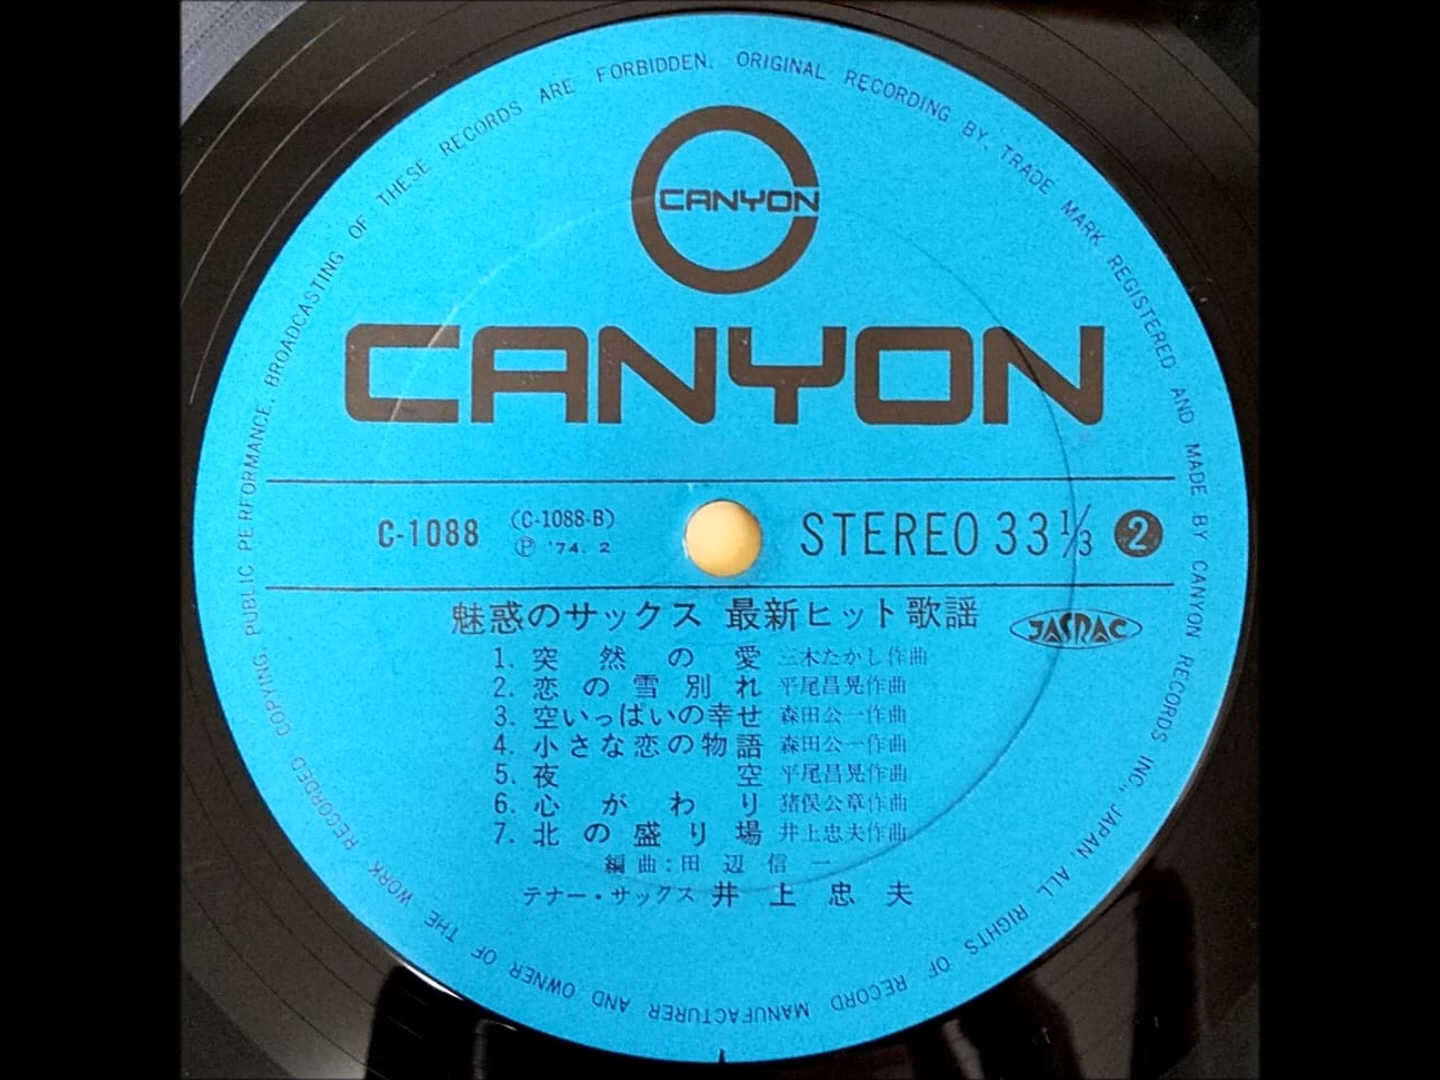 CANYON
CANYON
C-1088 (C-1088-B) STEREO 33 1/3 2
Ⓟ '74. 2
魅惑のサックス 最新ヒット歌謡 JASRAC
1. 突然の愛 三木たかし作曲
2. 恋の雪別れ 平尾昌晃作曲
3. 空いっぱいの幸せ 森田公一作曲
4. 小さな恋の物語 森田公一作曲
5. 夜空 平尾昌晃作曲
6. 心がわり 猪俣公章作曲
7. 北の盛り場 井上忠夫作曲
編曲:田辺信一
テナー・サックス 井上忠夫
ORIGINAL RECORDING BY, TRADE MARK REGISTERED AND MADE BY CANYON RECORDS INC., JAPAN. ALL RIGHTS OF RECORD MANUFACTURER AND OWNER OF THE WORK RECORDED. COPYING, PUBLIC PERFORMANCE, BROADCASTING OF THESE RECORDS ARE FORBIDDEN.